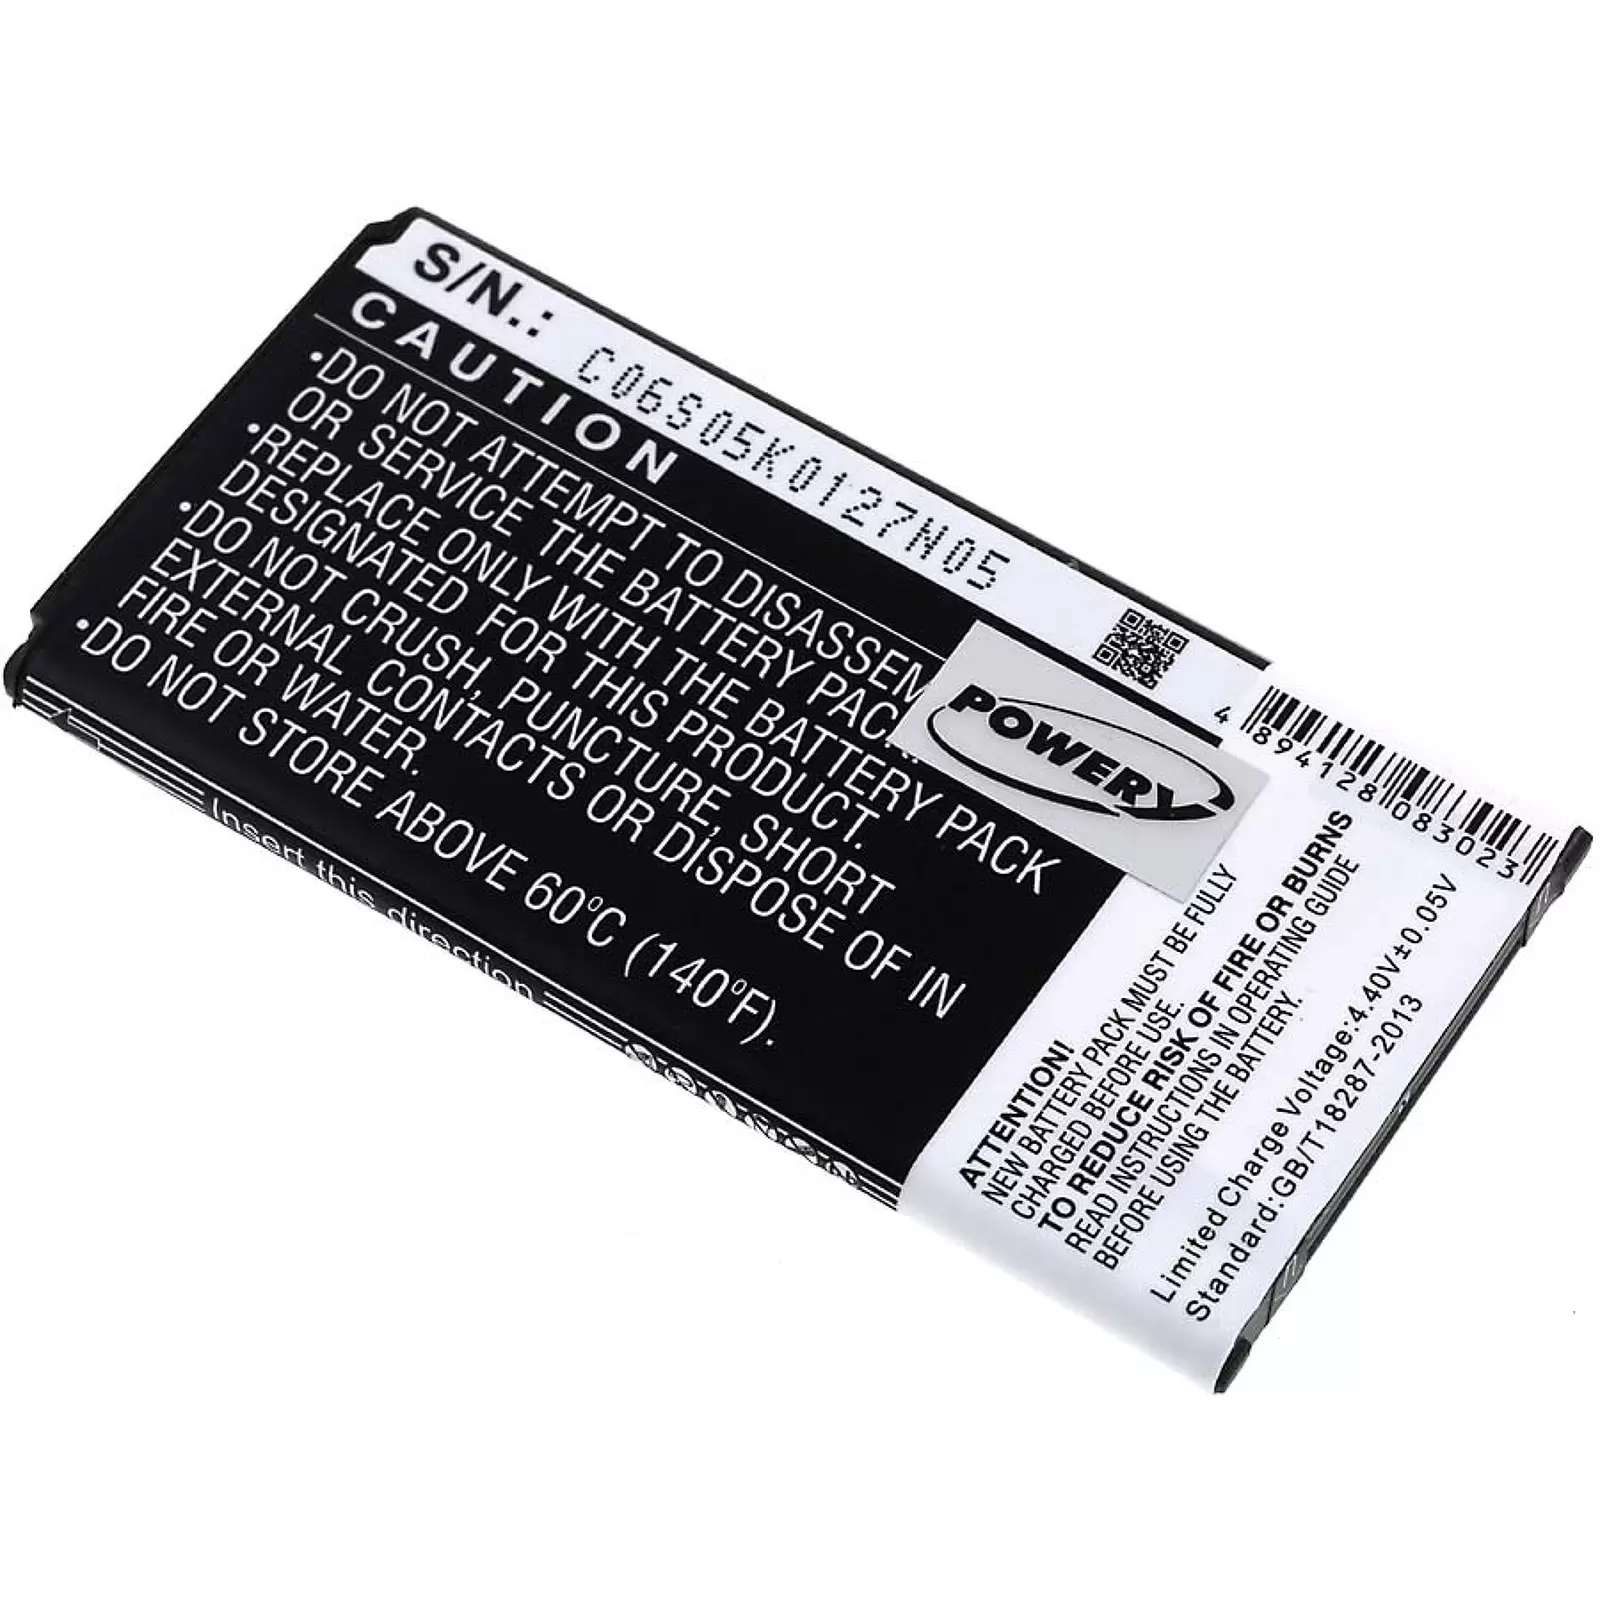 S/N.: C06S05K0127N05
CAUTION
•DO NOT ATTEMPT TO DISASSEM
OR SERVICE THE BATTERY PACK.
•REPLACE ONLY WITH THE BATTERY PACK
DESIGNATED FOR THIS PRODUCT.
•DO NOT CRUSH, PUNCTURE, SHORT
EXTERNAL CONTACTS OR DISPOSE OF IN
FIRE OR WATER.
•DO NOT STORE ABOVE 60°C (140°F).
Insert this direction
POWERY
4 894128 083023
ATTENTION!
NEW BATTERY PACK MUST BE FULLY
CHARGED BEFORE USE.
TO REDUCE RISK OF FIRE OR BURNS
READ INSTRUCTIONS IN OPERATING GUIDE
BEFORE USING THE BATTERY.
Limited Charge Voltage:4.40V±0.05V
Standard:GB/T18287-2013